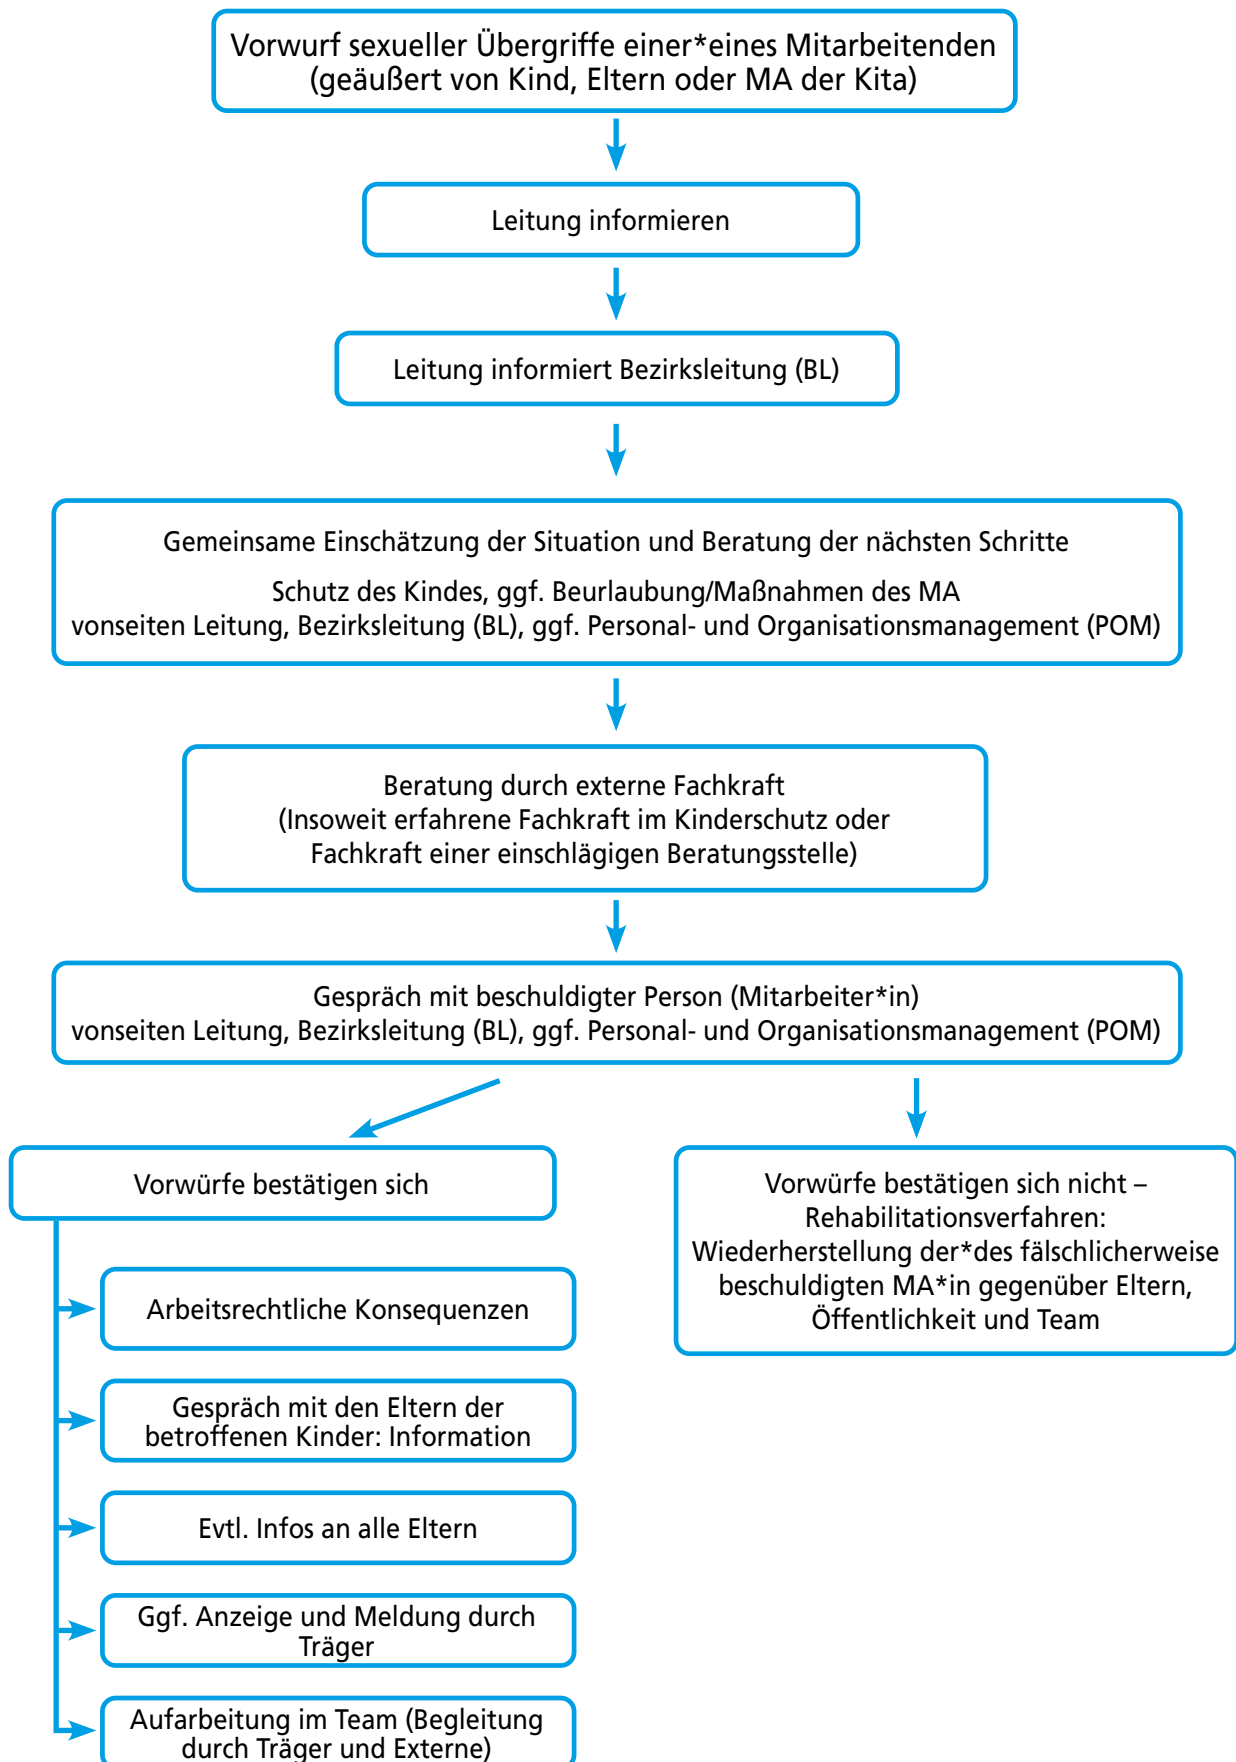 Vorwurf sexueller Übergriffe einer*eines Mitarbeitenden
(geäußert von Kind, Eltern oder MA der Kita)
Leitung informieren
Leitung informiert Bezirksleitung (BL)
Gemeinsame Einschätzung der Situation und Beratung der nächsten Schritte
Schutz des Kindes, ggf. Beurlaubung/Maßnahmen des MA
vonseiten Leitung, Bezirksleitung (BL), ggf. Personal- und Organisationsmanagement (POM)
Beratung durch externe Fachkraft
(Insoweit erfahrene Fachkraft im Kinderschutz oder
Fachkraft einer einschlägigen Beratungsstelle)
Gespräch mit beschuldigter Person (Mitarbeiter*in)
vonseiten Leitung, Bezirksleitung (BL), ggf. Personal- und Organisationsmanagement (POM)
Vorwürfe bestätigen sich
Arbeitsrechtliche Konsequenzen
Gespräch mit den Eltern der
betroffenen Kinder: Information
Evtl. Infos an alle Eltern
Ggf. Anzeige und Meldung durch
Träger
Aufarbeitung im Team (Begleitung
durch Träger und Externe)
Vorwürfe bestätigen sich nicht –
Rehabilitationsverfahren:
Wiederherstellung der*des fälschlicherweise
beschuldigten MA*in gegenüber Eltern,
Öffentlichkeit und Team